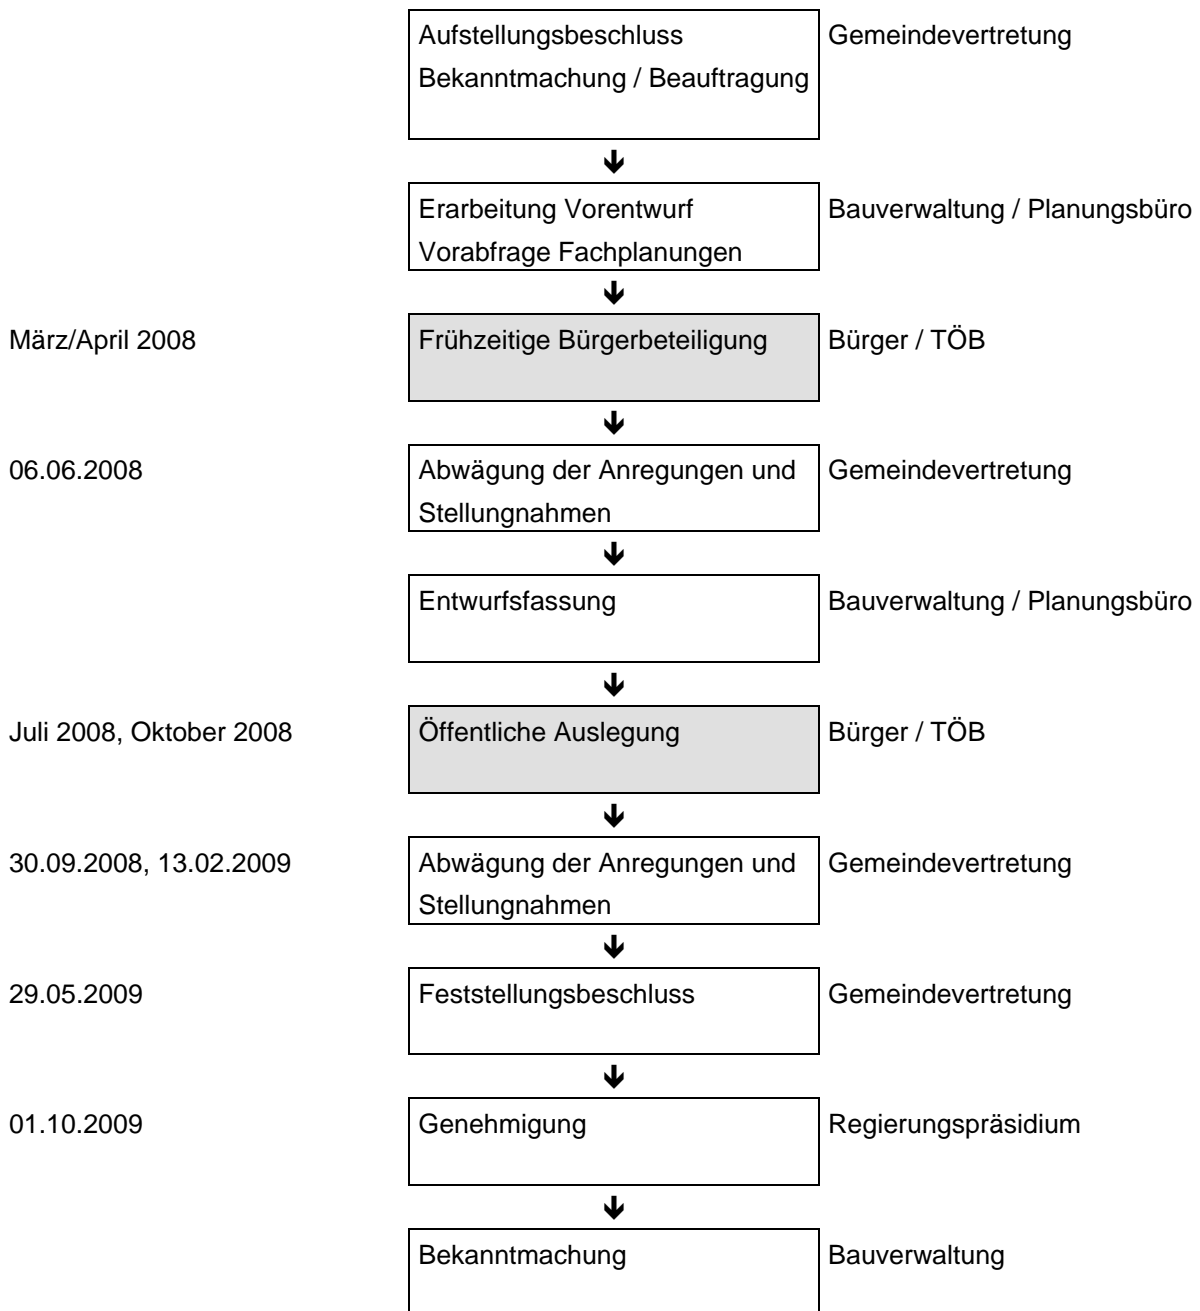 Aufstellungsbeschluss Gemeindevertretung
Bekanntmachung / Beauftragung
Erarbeitung Vorentwurf Bauverwaltung / Planungsbüro
Vorabfrage Fachplanungen
März/April 2008 Frühzeitige Bürgerbeteiligung Bürger / TÖB
06.06.2008 Abwägung der Anregungen und Gemeindevertretung
Stellungnahmen
Entwurfsfassung Bauverwaltung / Planungsbüro
Juli 2008, Oktober 2008 Öffentliche Auslegung Bürger / TÖB
30.09.2008, 13.02.2009 Abwägung der Anregungen und Gemeindevertretung
Stellungnahmen
29.05.2009 Feststellungsbeschluss Gemeindevertretung
01.10.2009 Genehmigung Regierungspräsidium
Bekanntmachung Bauverwaltung